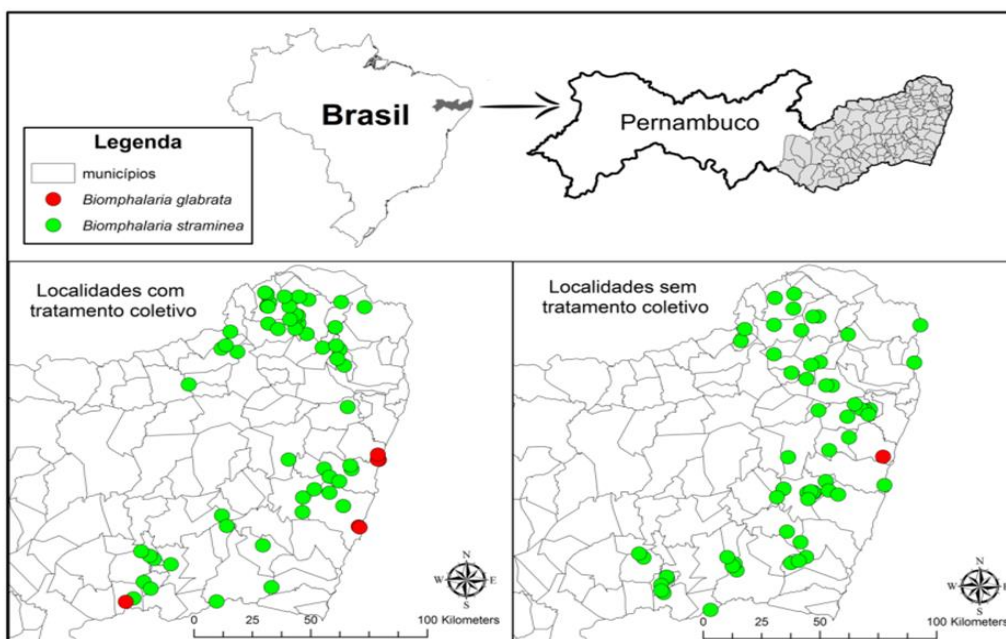 Brasil
Pernambuco
Legenda
municípios
Biomphalaria glabrata
Biomphalaria straminea
Localidades com
tratamento coletivo
N
W E
S
0 50 100 Kilometers
Localidades sem
tratamento coletivo
N
W E
S
0 25 50 100 Kilometers